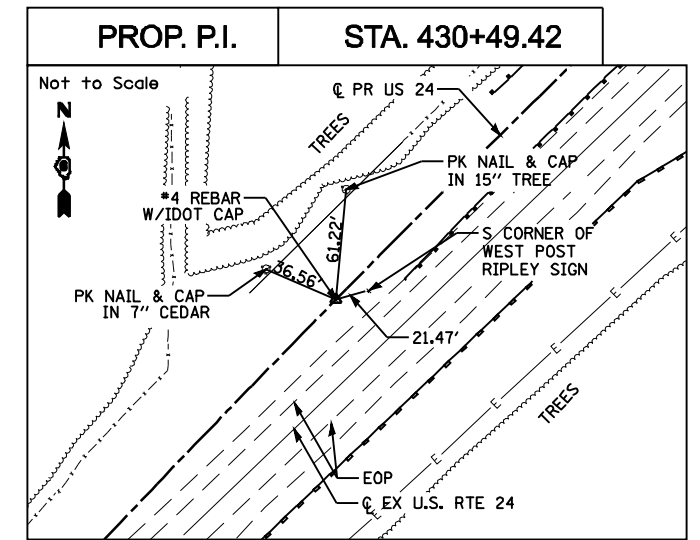 PROP. P.I.
STA. 430+49.42
Not to Scale
N
℄ PR US 24
TREES
PK NAIL & CAP
IN 15'' TREE
#4 REBAR
W/IDOT CAP
61.22'
36.56'
S CORNER OF
WEST POST
RIPLEY SIGN
PK NAIL & CAP
IN 7'' CEDAR
21.47'
E
E
E
E
TREES
EOP
℄ EX U.S. RTE 24